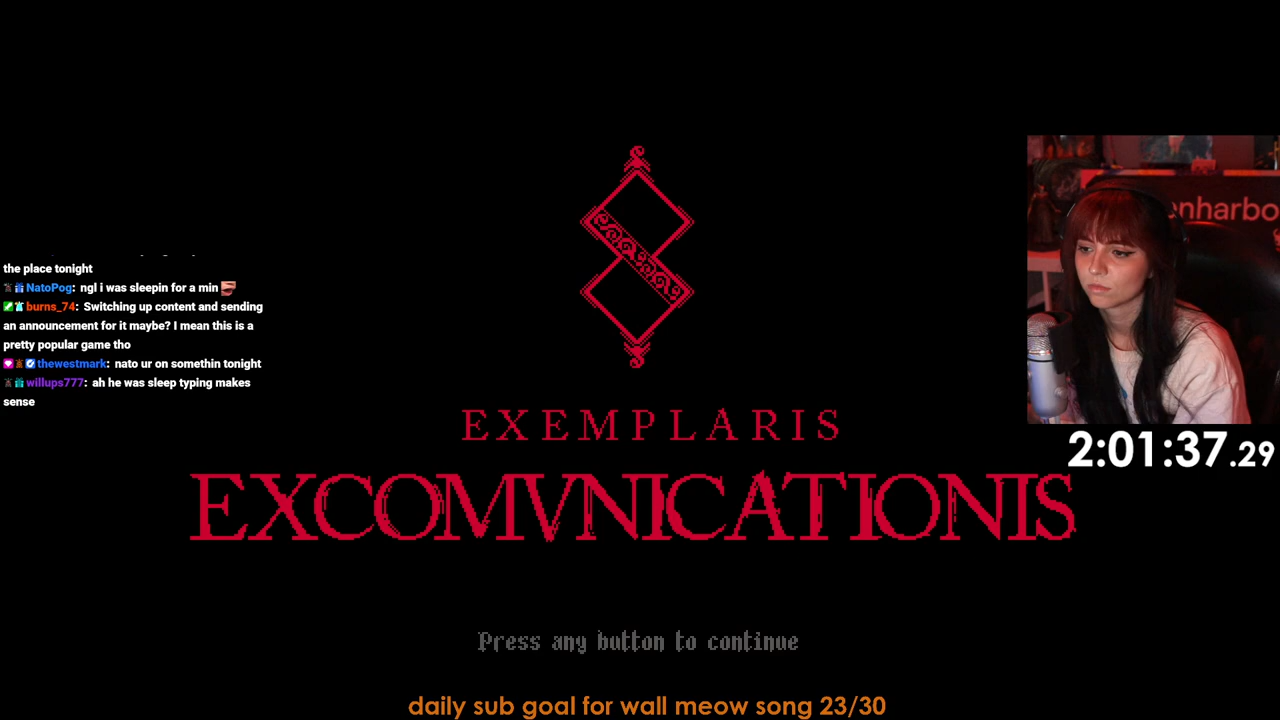 the place tonight
NatoPog: ngl i was sleepin for a min
burns_74: Switching up content and sending
an announcement for it maybe? I mean this is a
pretty popular game tho
thewestmark: nato ur on somethin tonight
willups777: ah he was sleep typing makes
sense
EXEMPLARIS
EXCOMVNICATIONIS
Press any button to continue
daily sub goal for wall meow song 23/30
enharbo
2:01:37.29